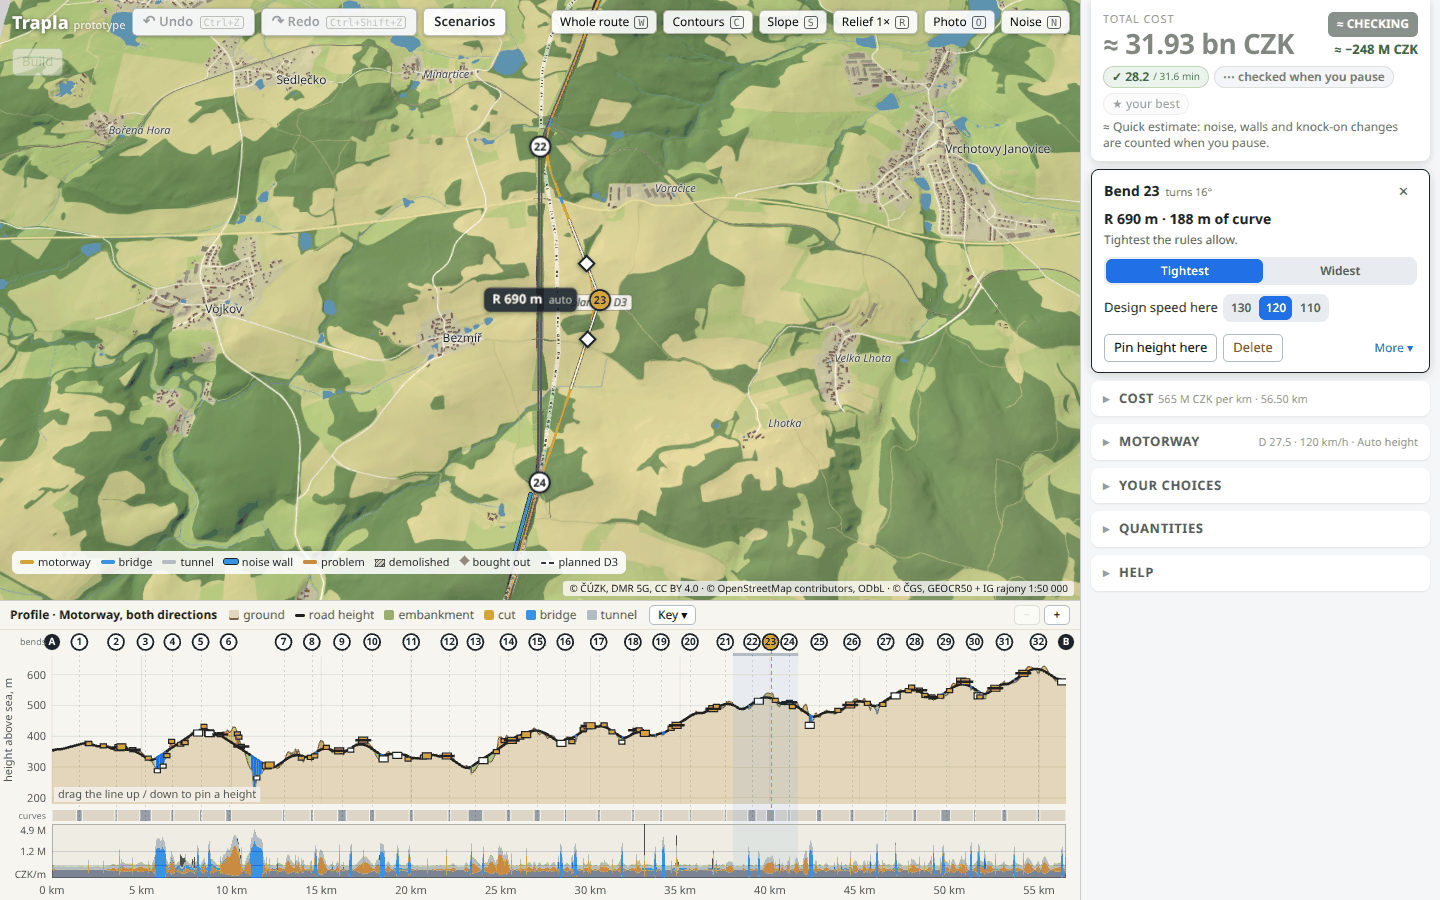 Trapla prototype
↶ Undo Ctrl+Z
↷ Redo Ctrl+Shift+Z
Scenarios
Whole route W
Contours C
Slope S
Relief 1× R
Photo O
Noise N
Build
Sedlečko
Minartice
Bořena Hora
Vrchotovy Janovice
Voračice
22
Vojkov
R 690 m auto
23
D3
Bezmíř
Velká Lhota
Lhotka
24
motorway
bridge
tunnel
noise wall
problem
demolished
bought out
planned D3
© ČÚZK, DMR 5G, CC BY 4.0 · © OpenStreetMap contributors, ODbL · © ČGS, GEOCR50 + IG rajony 1:50 000
TOTAL COST
≈ CHECKING
≈ 31.93 bn CZK
≈ −248 M CZK
✓ 28.2 / 31.6 min
··· checked when you pause
★ your best
≈ Quick estimate: noise, walls and knock-on changes
are counted when you pause.
Bend 23 turns 16°
×
R 690 m · 188 m of curve
Tightest the rules allow.
Tightest
Widest
Design speed here 130 120 110
Pin height here
Delete
More ▾
▸ COST 565 M CZK per km · 56.50 km
▸ MOTORWAY D 27.5 · 120 km/h · Auto height
▸ YOUR CHOICES
▸ QUANTITIES
▸ HELP
Profile · Motorway, both directions
ground
road height
embankment
cut
bridge
tunnel
Key ▾
−
+
bends A 1 2 3 4 5 6 7 8 9 10 11 12 13 14 15 16 17 18 19 20 21 22 23 24 25 26 27 28 29 30 31 32 B
height above sea, m
600
500
400
300
200
drag the line up / down to pin a height
curves
4.9 M
1.2 M
CZK/m
0 km 5 km 10 km 15 km 20 km 25 km 30 km 35 km 40 km 45 km 50 km 55 km